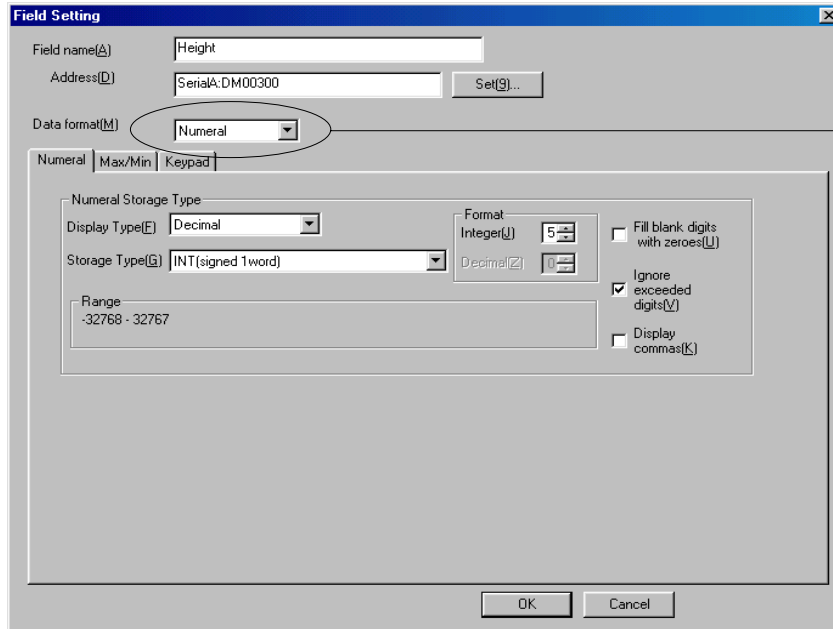 Field Setting
Field name(A) Height
Address(D) SerialA:DM00300 Set(9)...
Data format(M) Numeral
Numeral Max/Min Keypad
Numeral Storage Type
Display Type(F) Decimal
Storage Type(G) INT(signed 1word)
Format
Integer(J) 5
Decimal(Z) 0
Fill blank digits
with zeroes(U)
Ignore
exceeded
digits(V)
Display
commas(K)
Range
-32768 - 32767
OK Cancel